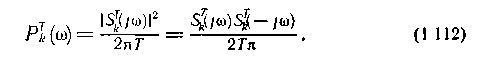 P_k^T(ω) = |S_k^T(jω)|² / 2πT = S_k^T(jω) S_k^T(−jω) / 2Tπ . (1 112)